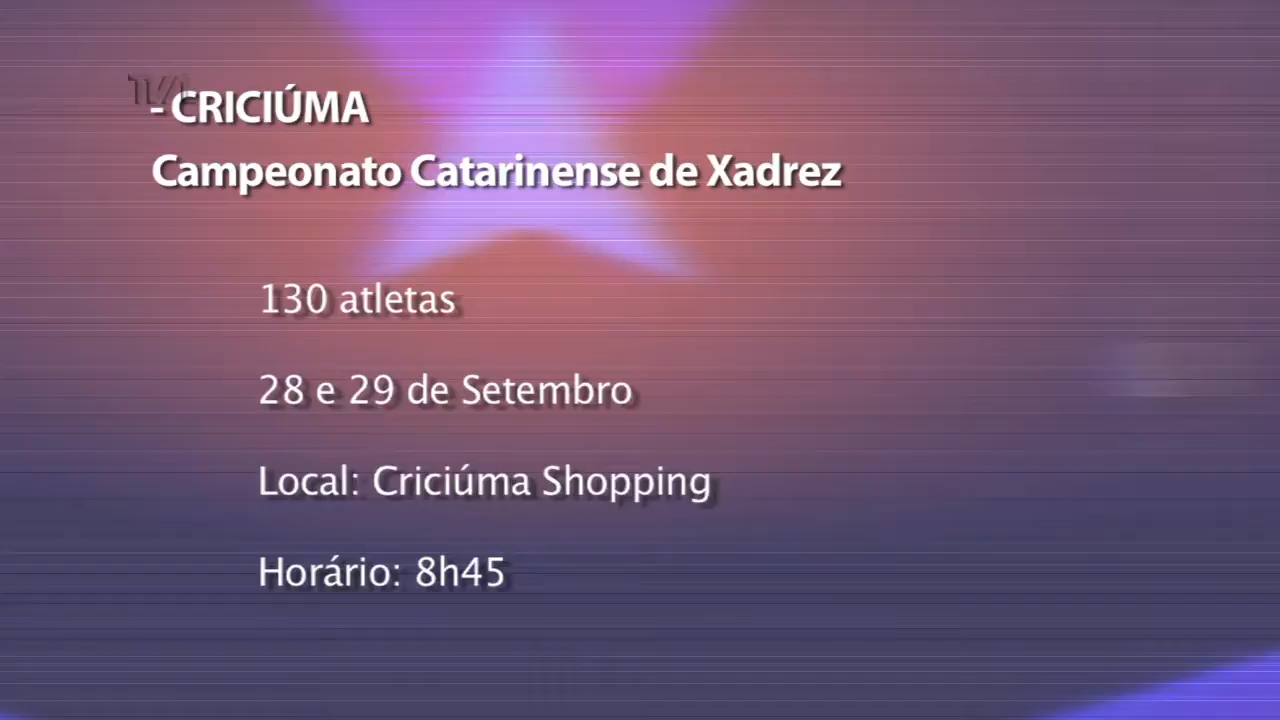 - CRICIÚMA
Campeonato Catarinense de Xadrez
130 atletas
28 e 29 de Setembro
Local: Criciúma Shopping
Horário: 8h45